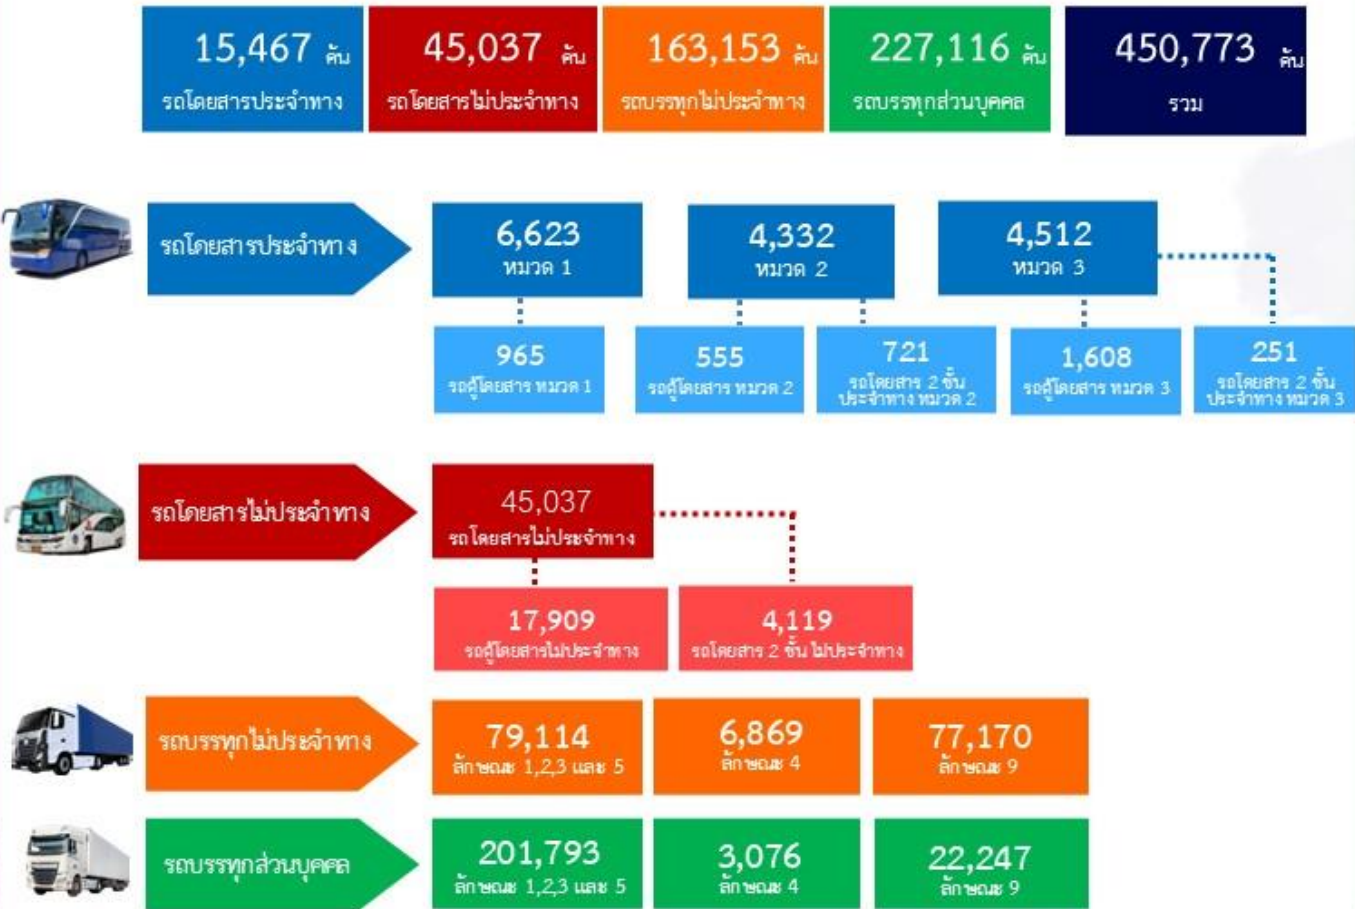 15,467 คัน
รถโดยสารประจำทาง
45,037 คัน
รถโดยสารไม่ประจำทาง
163,153 คัน
รถบรรทุกไม่ประจำทาง
227,116 คัน
รถบรรทุกส่วนบุคคล
450,773 คัน
รวม
รถโดยสารประจำทาง
6,623
หมวด 1
4,332
หมวด 2
4,512
หมวด 3
965
รถตู้โดยสาร หมวด 1
555
รถตู้โดยสาร หมวด 2
721
รถโดยสาร 2 ชั้น
ประจำทาง หมวด 2
1,608
รถตู้โดยสาร หมวด 3
251
รถโดยสาร 2 ชั้น
ประจำทาง หมวด 3
รถโดยสารไม่ประจำทาง
45,037
รถโดยสารไม่ประจำทาง
17,909
รถตู้โดยสารไม่ประจำทาง
4,119
รถโดยสาร 2 ชั้น ไม่ประจำทาง
รถบรรทุกไม่ประจำทาง
79,114
ลักษณะ 1,2,3 และ 5
6,869
ลักษณะ 4
77,170
ลักษณะ 9
รถบรรทุกส่วนบุคคล
201,793
ลักษณะ 1,2,3 และ 5
3,076
ลักษณะ 4
22,247
ลักษณะ 9